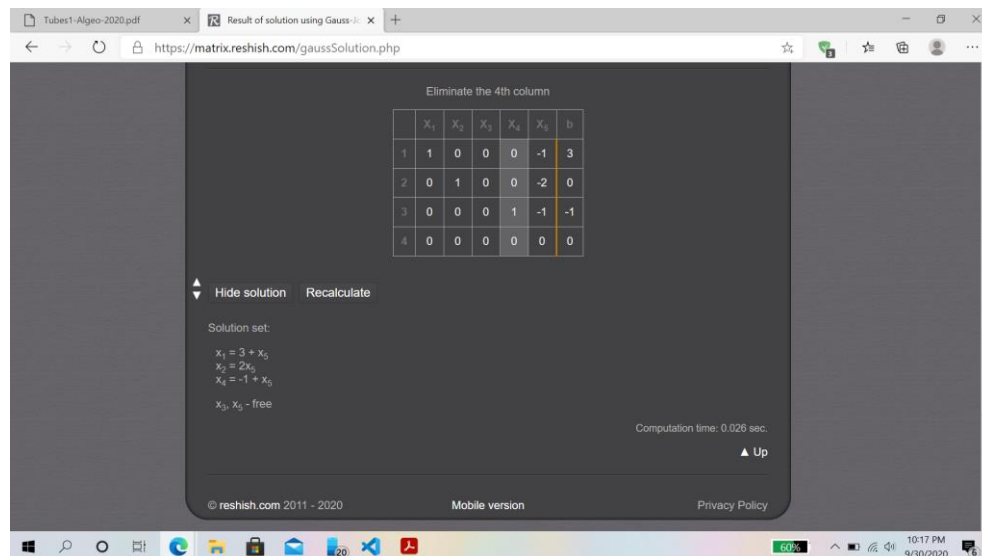 Tubes1-Algeo-2020.pdf
Result of solution using Gauss-Jo
https://matrix.reshish.com/gaussSolution.php
3
Eliminate the 4th column
X₁ X₂ X₃ X₄ X₅ b
1 1 0 0 0 -1 3
2 0 1 0 0 -2 0
3 0 0 0 1 -1 -1
4 0 0 0 0 0 0
Hide solution Recalculate
Solution set:
x₁ = 3 + x₅
x₂ = 2x₅
x₄ = -1 + x₅
x₃, x₅ - free
Computation time: 0.026 sec.
▲ Up
© reshish.com 2011 - 2020 Mobile version Privacy Policy
20
60%
10:17 PM
9/30/2020
6